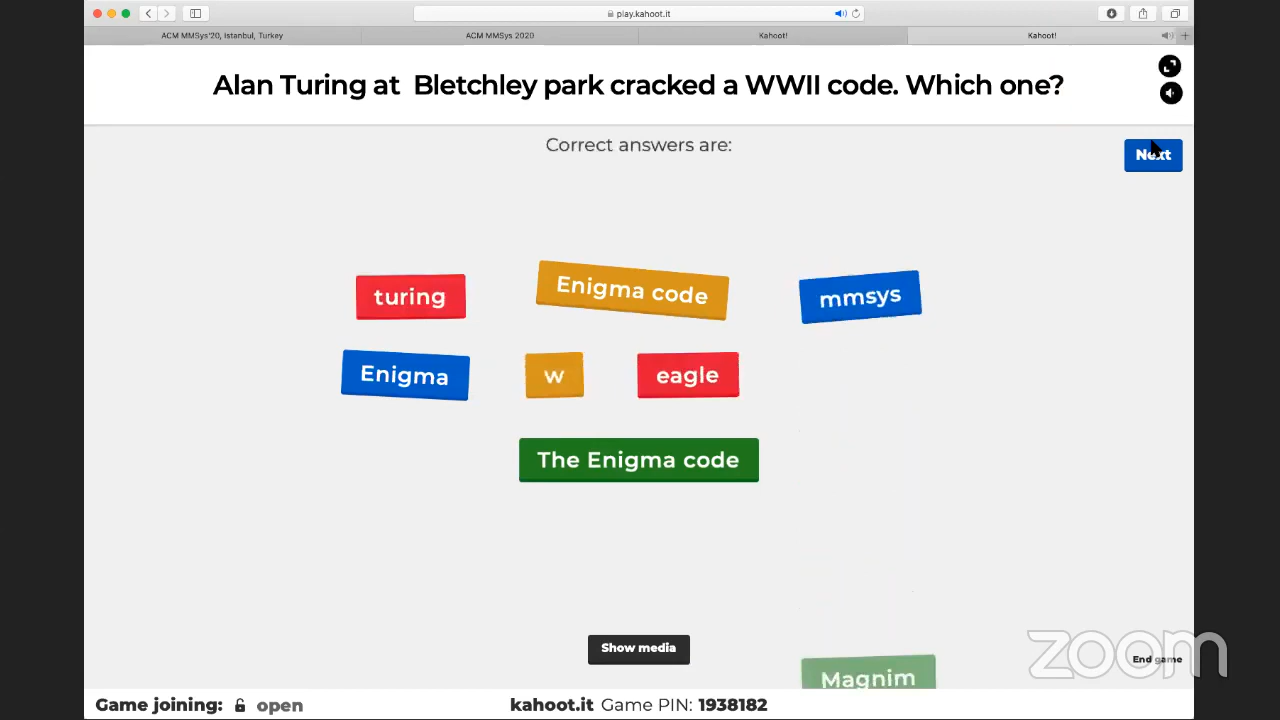 play.kahoot.it
ACM MMSys'20, Istanbul, Turkey
ACM MMSys 2020
Kahoot!
Kahoot!
Alan Turing at Bletchley park cracked a WWII code. Which one?
Correct answers are:
Next
turing
Enigma code
mmsys
Enigma
w
eagle
The Enigma code
Show media
Magnim
zoom
End game
Game joining: open
kahoot.it Game PIN: 1938182